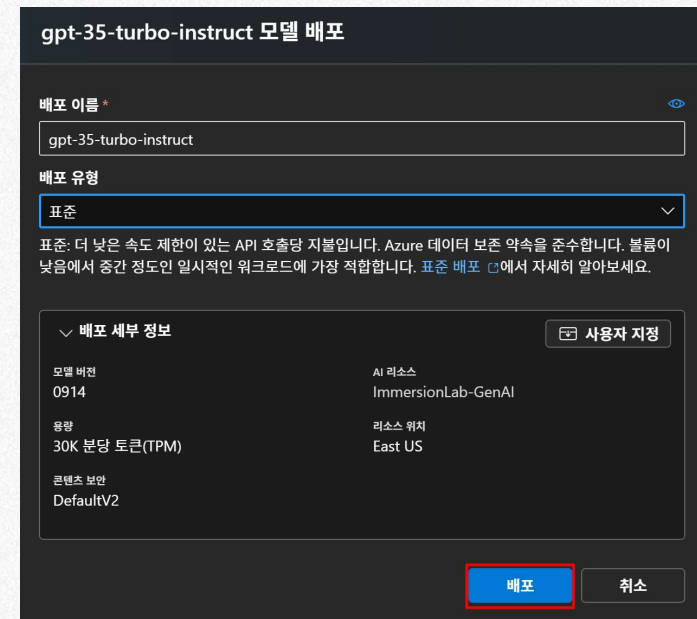 gpt-35-turbo-instruct 모델 배포
배포 이름 *
gpt-35-turbo-instruct
배포 유형
표준
표준: 더 낮은 속도 제한이 있는 API 호출당 지불입니다. Azure 데이터 보존 약속을 준수합니다. 볼륨이
낮음에서 중간 정도인 일시적인 워크로드에 가장 적합합니다. 표준 배포 에서 자세히 알아보세요.
배포 세부 정보
사용자 지정
모델 버전
0914
AI 리소스
ImmersionLab-GenAI
용량
30K 분당 토큰(TPM)
리소스 위치
East US
콘텐츠 보안
DefaultV2
배포
취소